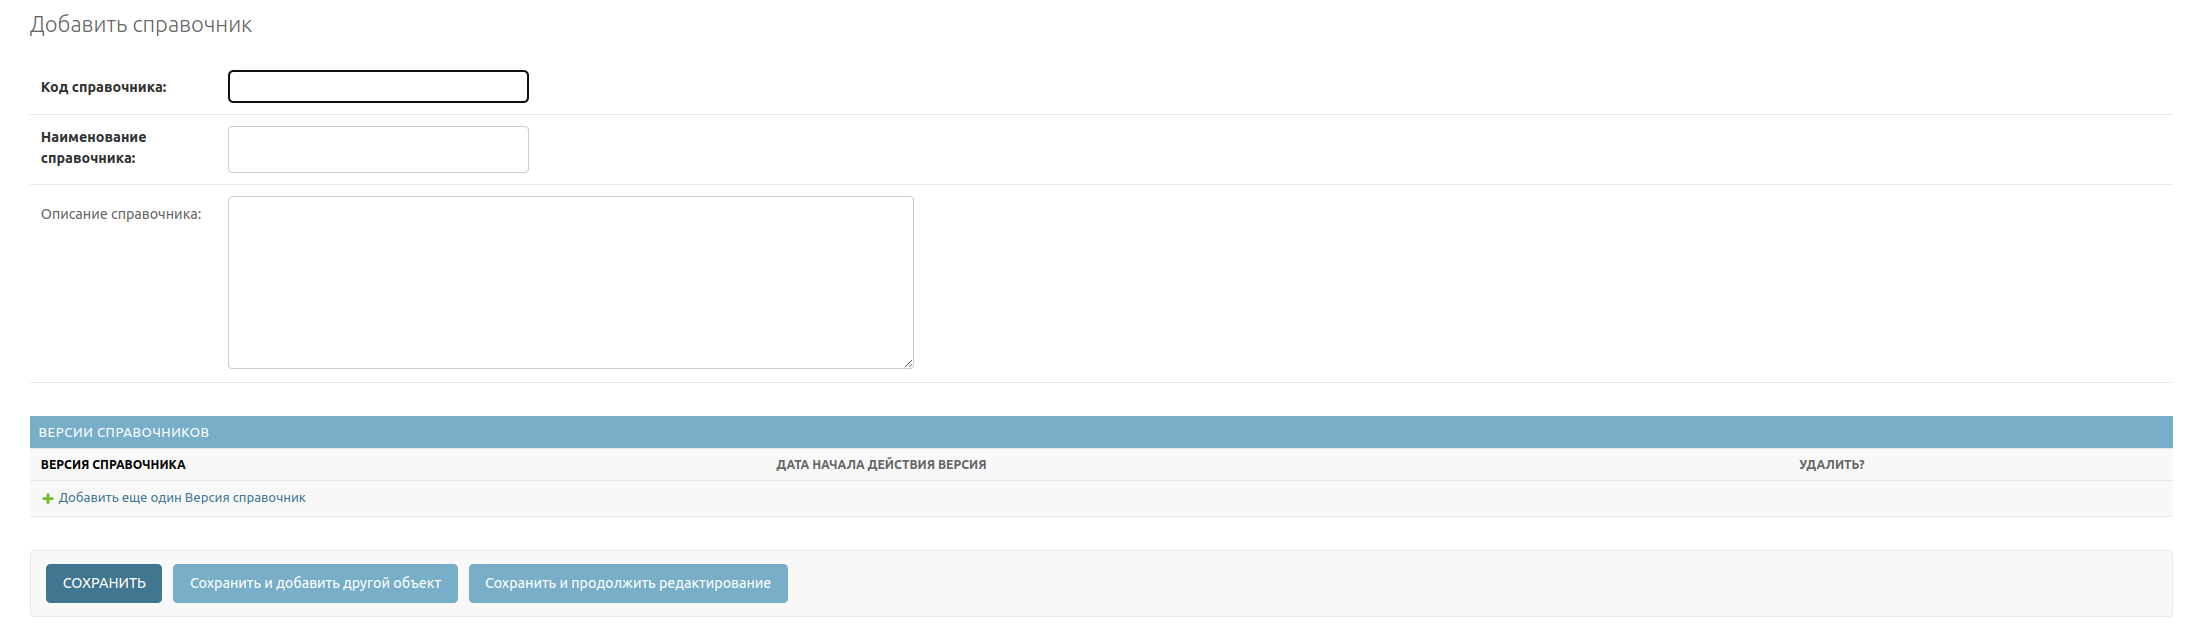 Добавить справочник
Код справочника:
Наименование
справочника:
Описание справочника:
ВЕРСИИ СПРАВОЧНИКОВ
ВЕРСИЯ СПРАВОЧНИКА ДАТА НАЧАЛА ДЕЙСТВИЯ ВЕРСИЯ УДАЛИТЬ?
Добавить еще один Версия справочник
СОХРАНИТЬ Сохранить и добавить другой объект Сохранить и продолжить редактирование